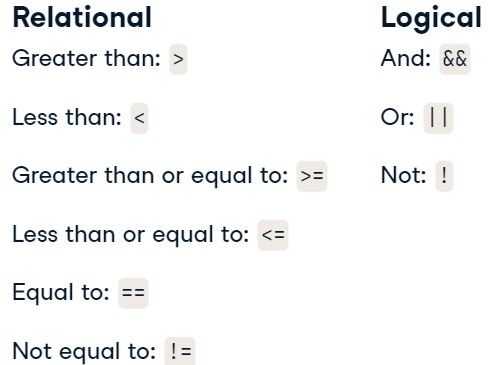 Relational
Greater than: >
Less than: <
Greater than or equal to: >=
Less than or equal to: <=
Equal to: ==
Not equal to: !=
Logical
And: &&
Or: ||
Not: !